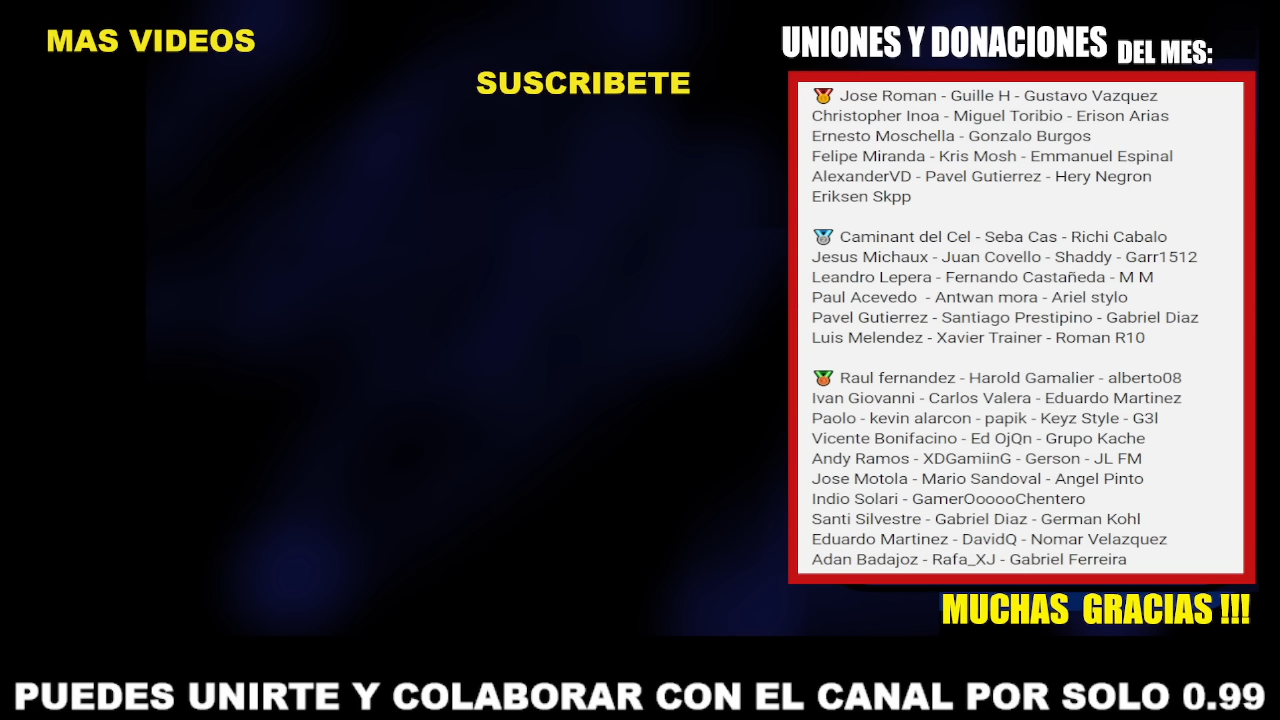 MAS VIDEOS
SUSCRIBETE
UNIONES Y DONACIONES DEL MES:
Jose Roman - Guille H - Gustavo Vazquez
Christopher Inoa - Miguel Toribio - Erison Arias
Ernesto Moschella - Gonzalo Burgos
Felipe Miranda - Kris Mosh - Emmanuel Espinal
AlexanderVD - Pavel Gutierrez - Hery Negron
Eriksen Skpp
Caminant del Cel - Seba Cas - Richi Cabalo
Jesus Michaux - Juan Covello - Shaddy - Garr1512
Leandro Lepera - Fernando Castañeda - M M
Paul Acevedo  - Antwan mora - Ariel stylo
Pavel Gutierrez - Santiago Prestipino - Gabriel Diaz
Luis Melendez - Xavier Trainer - Roman R10
Raul fernandez - Harold Gamalier - alberto08
Ivan Giovanni - Carlos Valera - Eduardo Martinez
Paolo - kevin alarcon - papik - Keyz Style - G3l
Vicente Bonifacino - Ed OjQn - Grupo Kache
Andy Ramos - XDGamiinG - Gerson - JL FM
Jose Motola - Mario Sandoval - Angel Pinto
Indio Solari - GamerOooooChentero
Santi Silvestre - Gabriel Diaz - German Kohl
Eduardo Martinez - DavidQ - Nomar Velazquez
Adan Badajoz - Rafa_XJ - Gabriel Ferreira
MUCHAS GRACIAS !!!
PUEDES UNIRTE Y COLABORAR CON EL CANAL POR SOLO 0.99